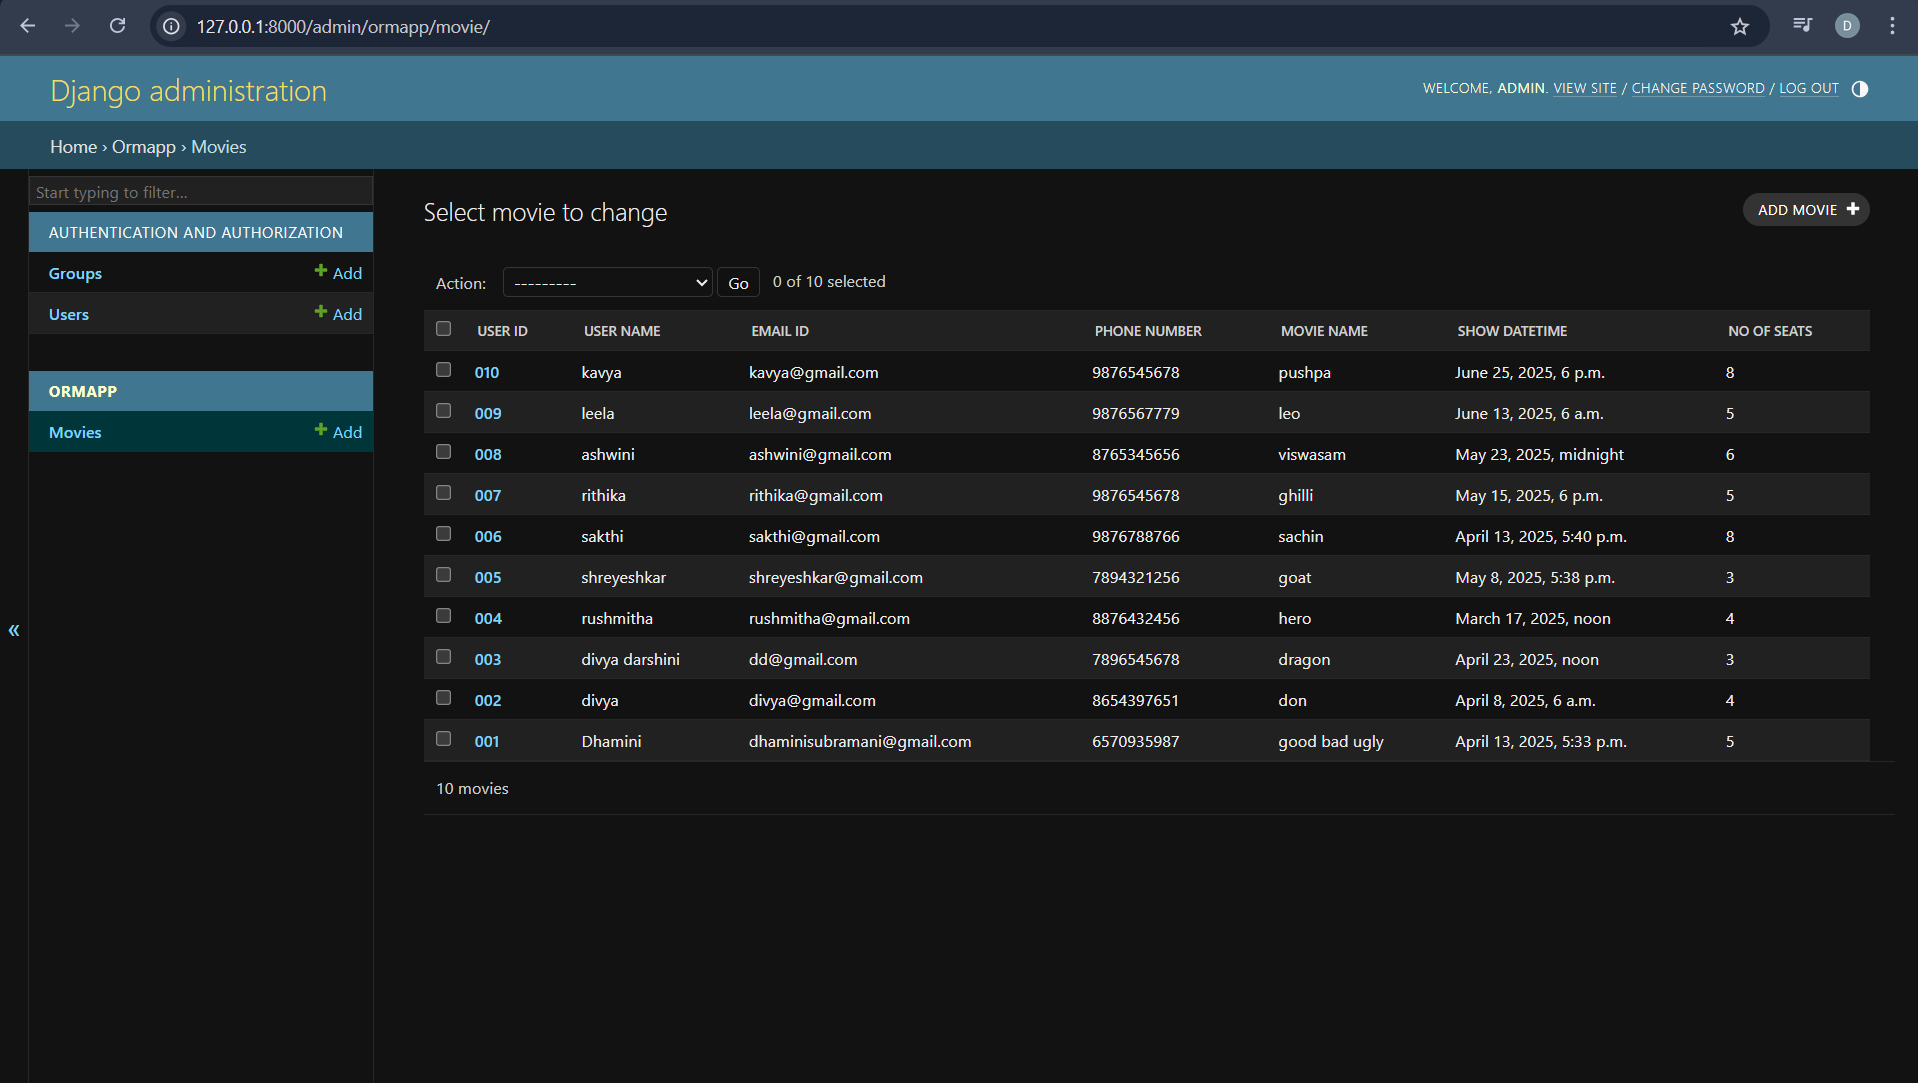 127.0.0.1:8000/admin/ormapp/movie/
D
Django administration
WELCOME, ADMIN. VIEW SITE / CHANGE PASSWORD / LOG OUT
Home › Ormapp › Movies
Start typing to filter...
AUTHENTICATION AND AUTHORIZATION
Groups + Add
Users + Add
ORMAPP
Movies + Add
«
Select movie to change
ADD MOVIE +
Action: --------- Go 0 of 10 selected
USER ID USER NAME EMAIL ID PHONE NUMBER MOVIE NAME SHOW DATETIME NO OF SEATS
010 kavya kavya@gmail.com 9876545678 pushpa June 25, 2025, 6 p.m. 8
009 leela leela@gmail.com 9876567779 leo June 13, 2025, 6 a.m. 5
008 ashwini ashwini@gmail.com 8765345656 viswasam May 23, 2025, midnight 6
007 rithika rithika@gmail.com 9876545678 ghilli May 15, 2025, 6 p.m. 5
006 sakthi sakthi@gmail.com 9876788766 sachin April 13, 2025, 5:40 p.m. 8
005 shreyeshkar shreyeshkar@gmail.com 7894321256 goat May 8, 2025, 5:38 p.m. 3
004 rushmitha rushmitha@gmail.com 8876432456 hero March 17, 2025, noon 4
003 divya darshini dd@gmail.com 7896545678 dragon April 23, 2025, noon 3
002 divya divya@gmail.com 8654397651 don April 8, 2025, 6 a.m. 4
001 Dhamini dhaminisubramani@gmail.com 6570935987 good bad ugly April 13, 2025, 5:33 p.m. 5
10 movies